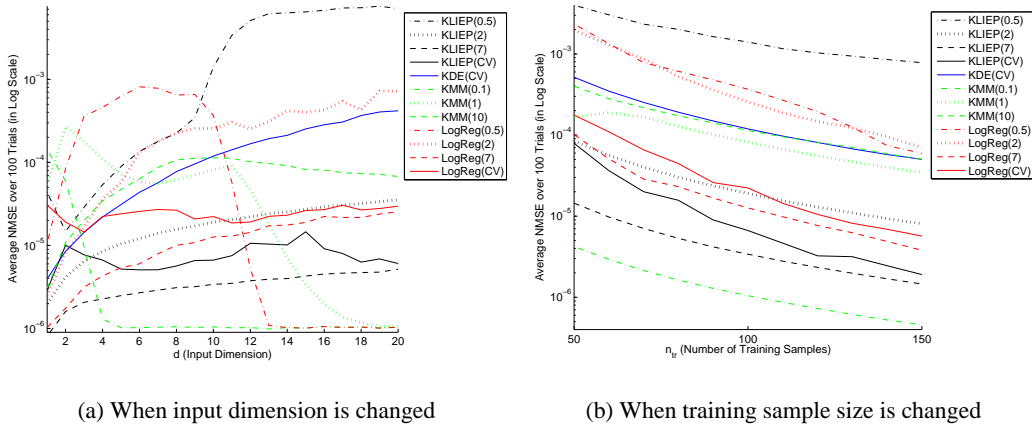 Average NMSE over 100 Trials (in Log Scale)
10⁻³
10⁻⁴
10⁻⁵
10⁻⁶
2 4 6 8 10 12 14 16 18 20
d (Input Dimension)
KLIEP(0.5)
KLIEP(2)
KLIEP(7)
KLIEP(CV)
KDE(CV)
KMM(0.1)
KMM(1)
KMM(10)
LogReg(0.5)
LogReg(2)
LogReg(7)
LogReg(CV)
(a) When input dimension is changed
Average NMSE over 100 Trials (in Log Scale)
10⁻³
10⁻⁴
10⁻⁵
10⁻⁶
50 100 150
n_tr (Number of Training Samples)
KLIEP(0.5)
KLIEP(2)
KLIEP(7)
KLIEP(CV)
KDE(CV)
KMM(0.1)
KMM(1)
KMM(10)
LogReg(0.5)
LogReg(2)
LogReg(7)
LogReg(CV)
(b) When training sample size is changed